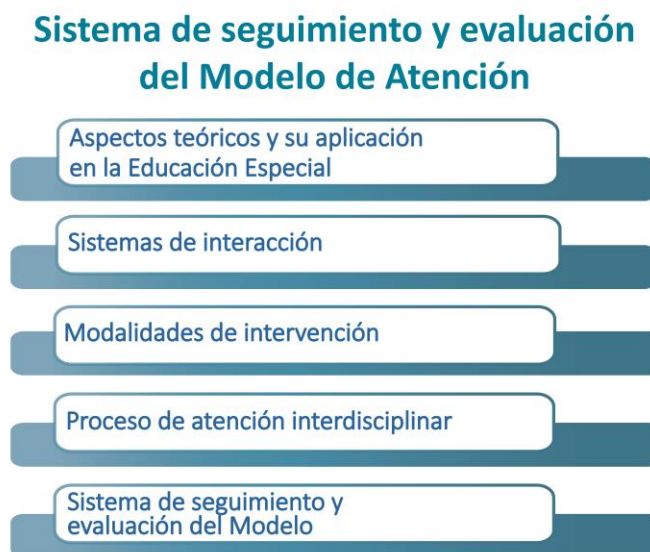 Sistema de seguimiento y evaluación
del Modelo de Atención
Aspectos teóricos y su aplicación
en la Educación Especial
Sistemas de interacción
Modalidades de intervención
Proceso de atención interdisciplinar
Sistema de seguimiento y
evaluación del Modelo